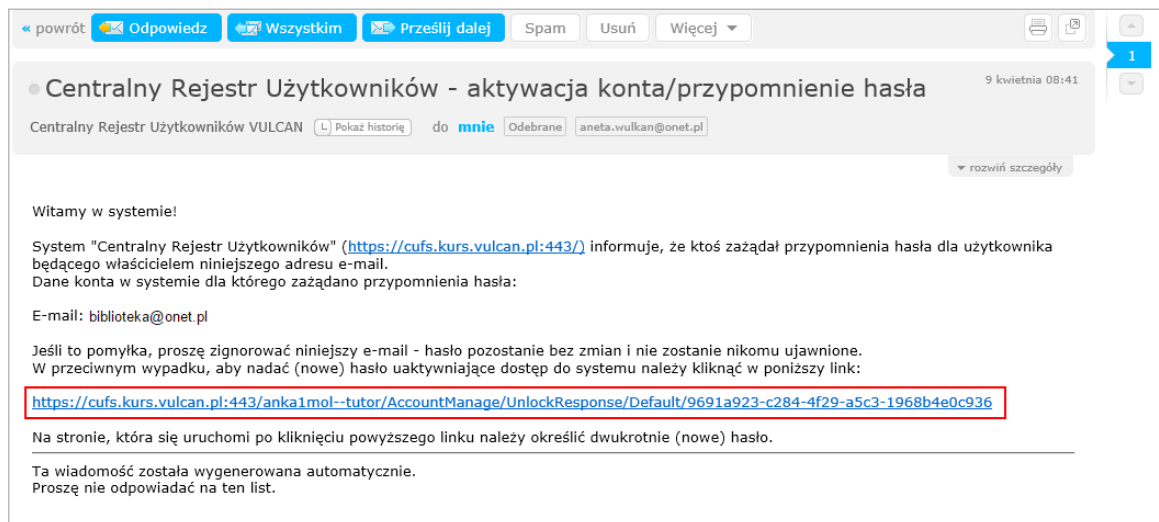 « powrót Odpowiedz Wszystkim Prześlij dalej Spam Usuń Więcej
1
Centralny Rejestr Użytkowników - aktywacja konta/przypomnienie hasła 9 kwietnia 08:41
Centralny Rejestr Użytkowników VULCAN Pokaż historię do mnie Odebrane aneta.wulkan@onet.pl
rozwiń szczegóły
Witamy w systemie!
System "Centralny Rejestr Użytkowników" (https://cufs.kurs.vulcan.pl:443/) informuje, że ktoś zażądał przypomnienia hasła dla użytkownika
będącego właścicielem niniejszego adresu e-mail.
Dane konta w systemie dla którego zażądano przypomnienia hasła:
E-mail: biblioteka@onet.pl
Jeśli to pomyłka, proszę zignorować niniejszy e-mail - hasło pozostanie bez zmian i nie zostanie nikomu ujawnione.
W przeciwnym wypadku, aby nadać (nowe) hasło uaktywniające dostęp do systemu należy kliknąć w poniższy link:
https://cufs.kurs.vulcan.pl:443/anka1mol--tutor/AccountManage/UnlockResponse/Default/9691a923-c284-4f29-a5c3-1968b4e0c936
Na stronie, która się uruchomi po kliknięciu powyższego linku należy określić dwukrotnie (nowe) hasło.
Ta wiadomość została wygenerowana automatycznie.
Proszę nie odpowiadać na ten list.